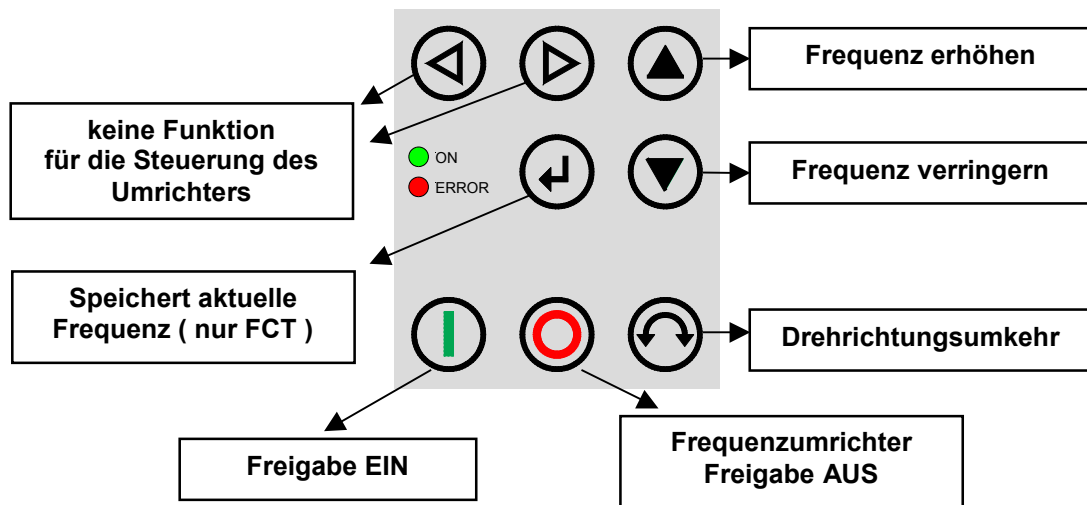 Frequenz erhöhen
keine Funktion
für die Steuerung des
Umrichters
ON
ERROR
Frequenz verringern
Speichert aktuelle
Frequenz ( nur FCT )
Drehrichtungsumkehr
Freigabe EIN
Frequenzumrichter
Freigabe AUS